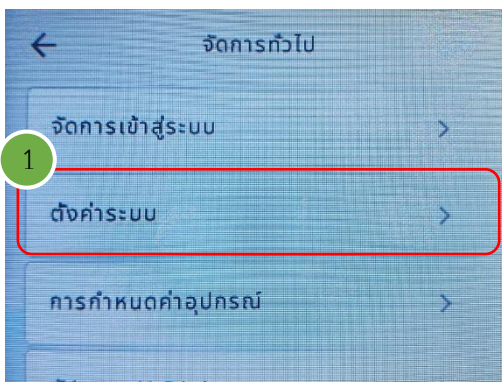 จัดการทั่วไป
จัดการเข้าสู่ระบบ
1
ตั้งค่าระบบ
การกำหนดค่าอุปกรณ์